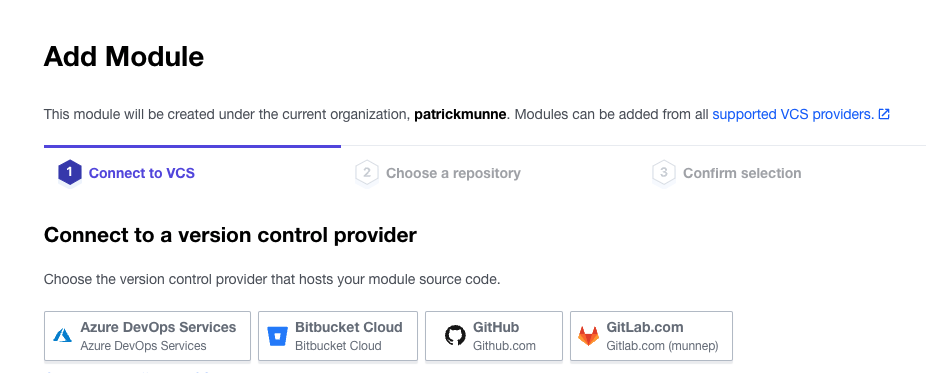 Add Module
This module will be created under the current organization, patrickmunne. Modules can be added from all supported VCS providers.
1 Connect to VCS
2 Choose a repository
3 Confirm selection
Connect to a version control provider
Choose the version control provider that hosts your module source code.
Azure DevOps Services
Azure DevOps Services
Bitbucket Cloud
Bitbucket Cloud
GitHub
Github.com
GitLab.com
Gitlab.com (munnep)